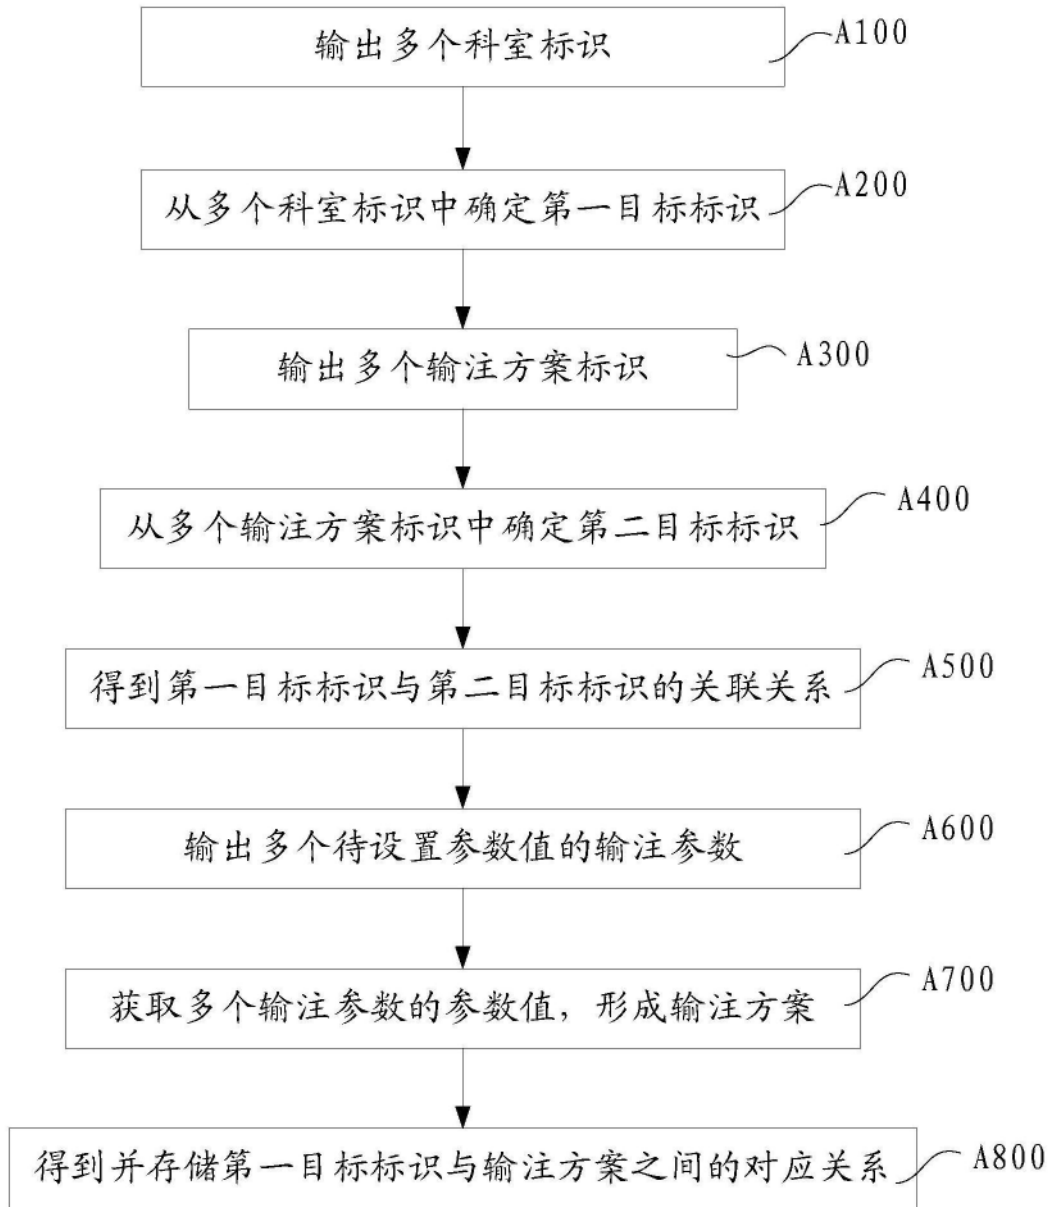 输出多个科室标识
A100
从多个科室标识中确定第一目标标识
A200
输出多个输注方案标识
A300
从多个输注方案标识中确定第二目标标识
A400
得到第一目标标识与第二目标标识的关联关系
A500
输出多个待设置参数值的输注参数
A600
获取多个输注参数的参数值，形成输注方案
A700
得到并存储第一目标标识与输注方案之间的对应关系
A800